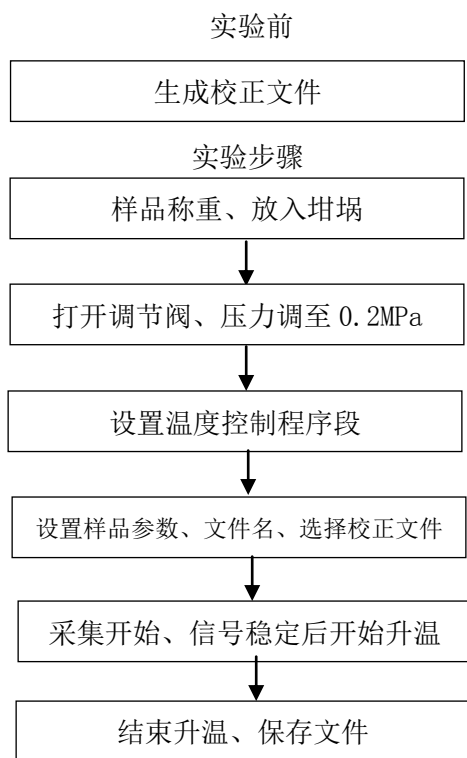 实验前
生成校正文件
实验步骤
样品称重、放入坩埚
打开调节阀、压力调至 0.2MPa
设置温度控制程序段
设置样品参数、文件名、选择校正文件
采集开始、信号稳定后开始升温
结束升温、保存文件